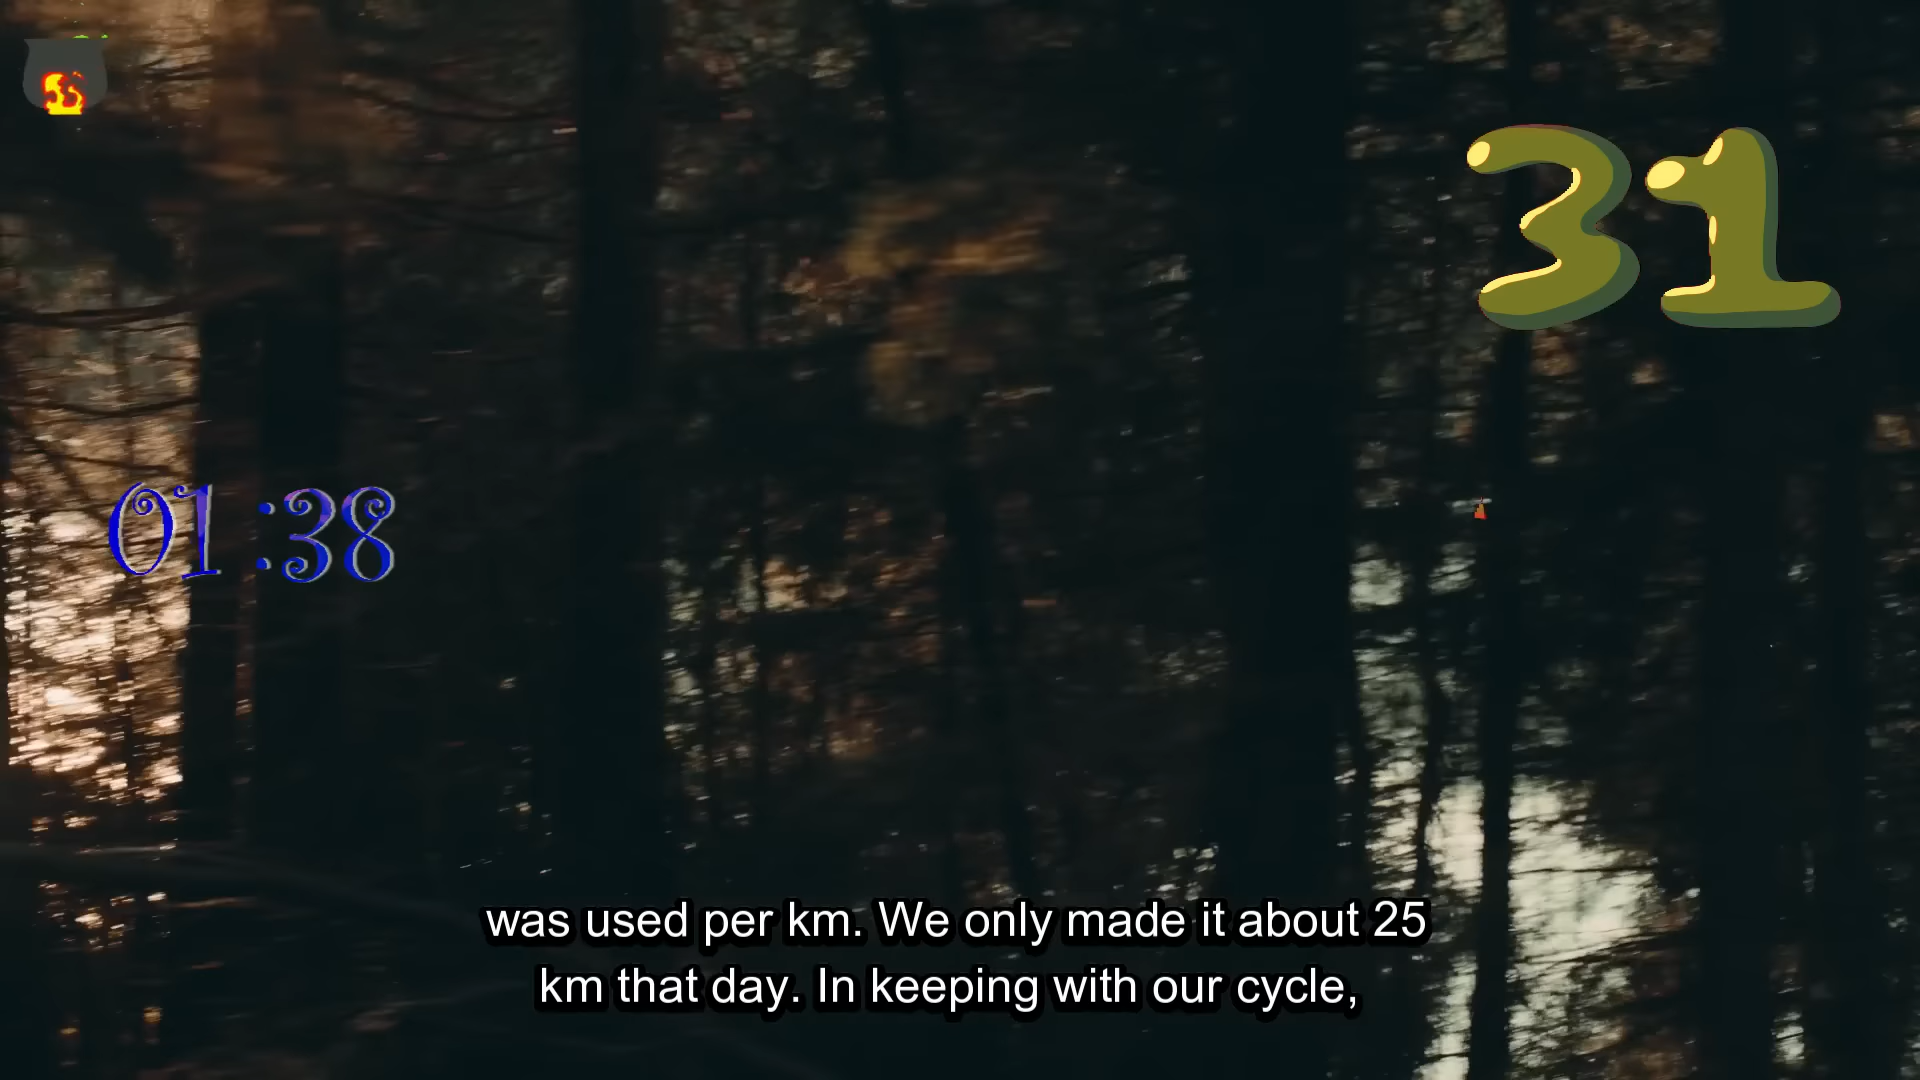 31
01:38
was used per km. We only made it about 25
km that day. In keeping with our cycle,